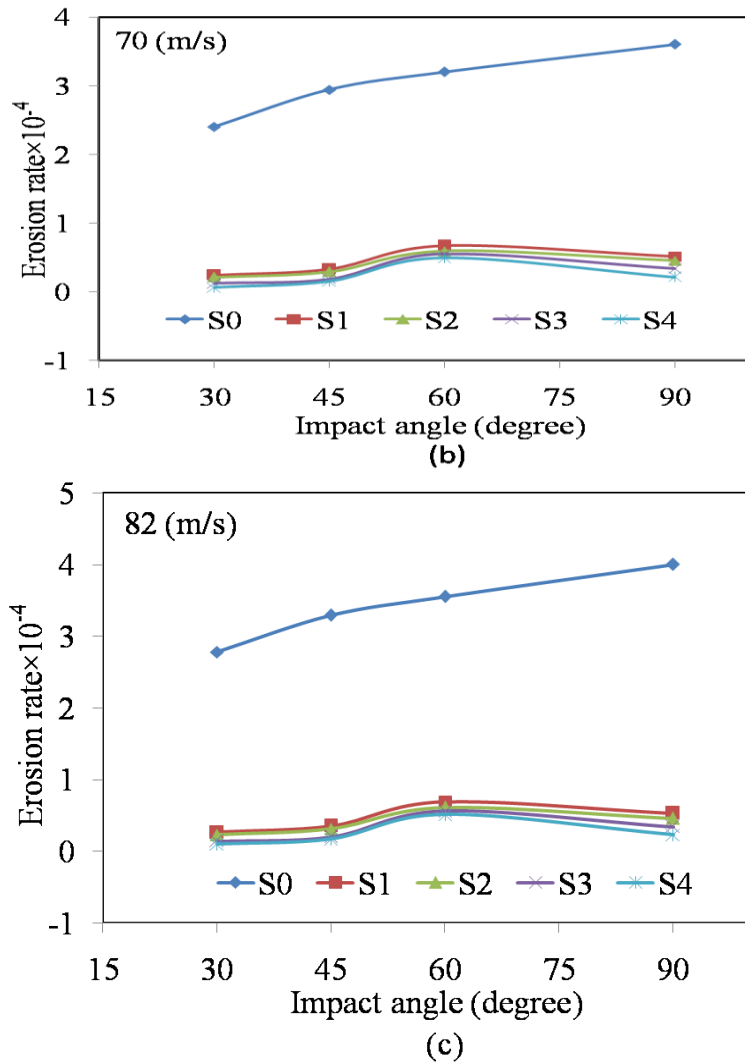 4
70 (m/s)
3
2
1
0
-1
Erosion rate×10⁻⁴
S0 S1 S2 S3 S4
15 30 45 60 75 90
Impact angle (degree)
(b)
5
82 (m/s)
4
3
2
1
0
-1
Erosion rate×10⁻⁴
S0 S1 S2 S3 S4
15 30 45 60 75 90
Impact angle (degree)
(c)